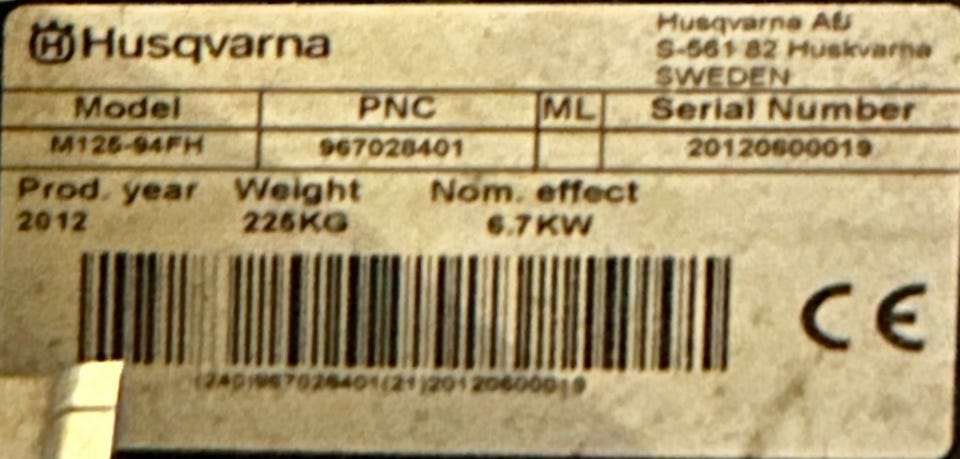 Husqvarna
Husqvarna AB
S-561 82 Huskvarna
SWEDEN
Model PNC ML Serial Number
M125-94FH 967028401 20120600019
Prod. year Weight Nom. effect
2012 225KG 6.7KW
CE
(240)967028401(21)20120600019